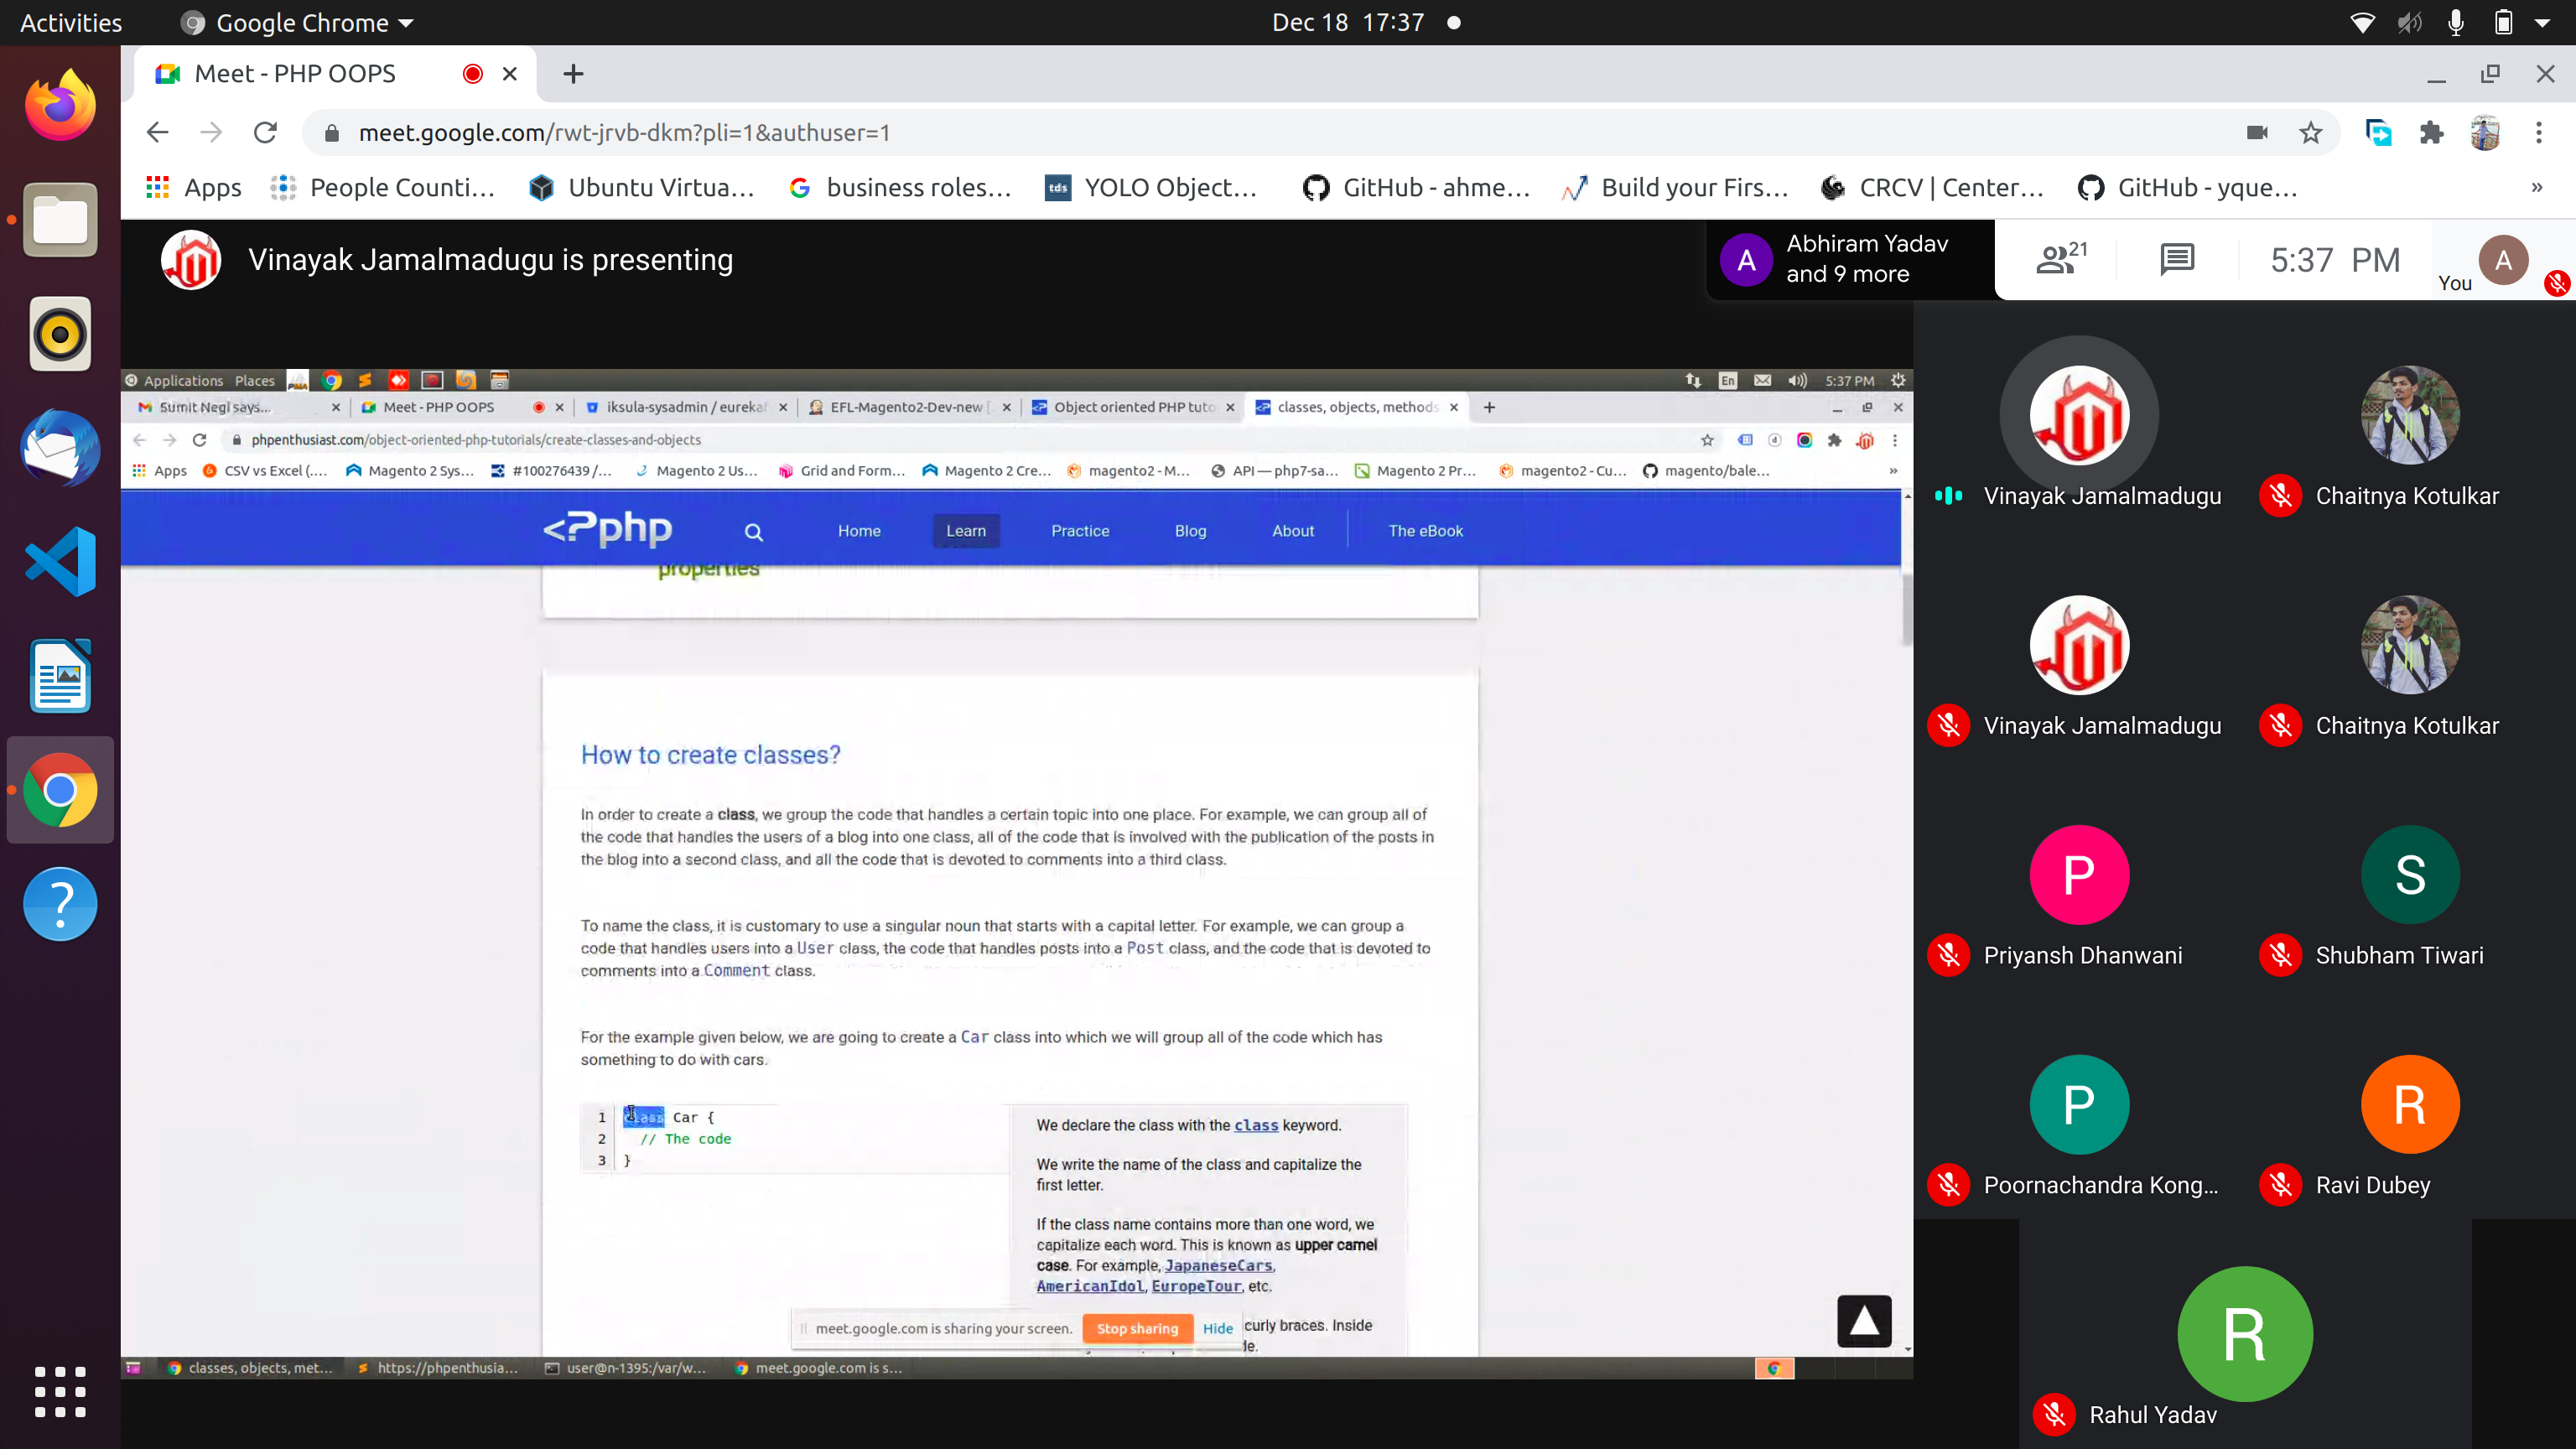 Activities
Google Chrome
Dec 18 17:37
Meet - PHP OOPS
meet.google.com/rwt-jrvb-dkm?pli=1&authuser=1
Apps
People Counti...
Ubuntu Virtua...
business roles...
tds
YOLO Object...
GitHub - ahme...
Build your Firs...
CRCV | Center...
GitHub - yque...
»
Vinayak Jamalmadugu is presenting
A
Abhiram Yadav
and 9 more
21
5:37 PM
You
A
Applications
Places
En
5:37 PM
Sumit Negi says...
Meet - PHP OOPS
iksula-sysadmin / eurekaf
EFL-Magento2-Dev-new [
Object oriented PHP tuto
classes, objects, methods
phpenthusiast.com/object-oriented-php-tutorials/create-classes-and-objects
Apps
CSV vs Excel (....
Magento 2 Sys...
#100276439 /...
Magento 2 Us...
Grid and Form...
Magento 2 Cre...
magento2 - M...
API — php7-sa...
Magento 2 Pr...
magento2 - Cu...
magento/bale...
»
<?php
Home
Learn
Practice
Blog
About
The eBook
properties
How to create classes?
In order to create a class, we group the code that handles a certain topic into one place. For example, we can group all of
the code that handles the users of a blog into one class, all of the code that is involved with the publication of the posts in
the blog into a second class, and all the code that is devoted to comments into a third class.
To name the class, it is customary to use a singular noun that starts with a capital letter. For example, we can group a
code that handles users into a User class, the code that handles posts into a Post class, and the code that is devoted to
comments into a Comment class.
For the example given below, we are going to create a Car class into which we will group all of the code which has
something to do with cars.
1 class Car {
2 // The code
3 }
We declare the class with the class keyword.
We write the name of the class and capitalize the
first letter.
If the class name contains more than one word, we
capitalize each word. This is known as upper camel
case. For example, JapaneseCars,
AmericanIdol, EuropeTour, etc.
curly braces. Inside
meet.google.com is sharing your screen.
Stop sharing
Hide
classes, objects, met...
https://phpenthusia...
user@n-1395:/var/w...
meet.google.com is s...
Vinayak Jamalmadugu
Chaitnya Kotulkar
Vinayak Jamalmadugu
Chaitnya Kotulkar
P
Priyansh Dhanwani
S
Shubham Tiwari
P
Poornachandra Kong...
R
Ravi Dubey
R
Rahul Yadav